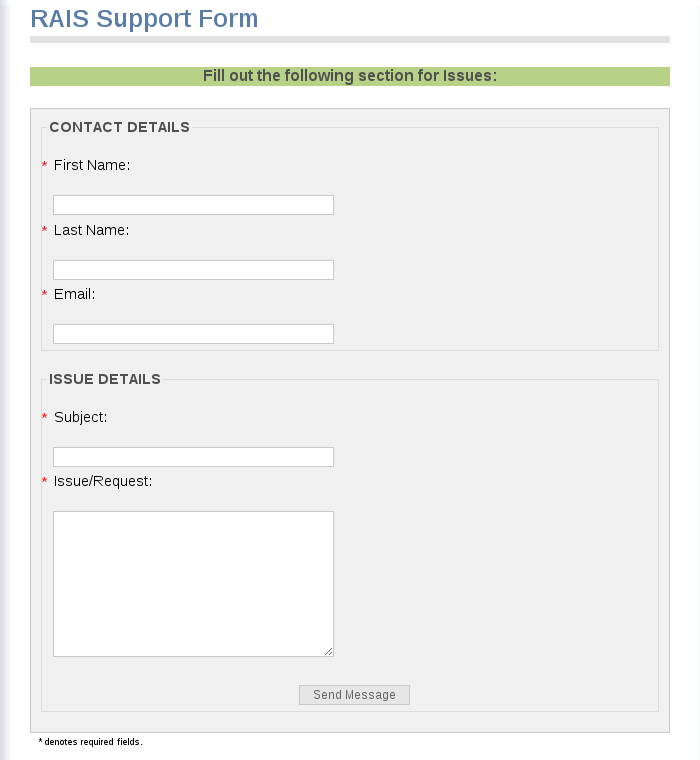 RAIS Support Form
Fill out the following section for Issues:
CONTACT DETAILS
* First Name:
* Last Name:
* Email:
ISSUE DETAILS
* Subject:
* Issue/Request:
Send Message
* denotes required fields.